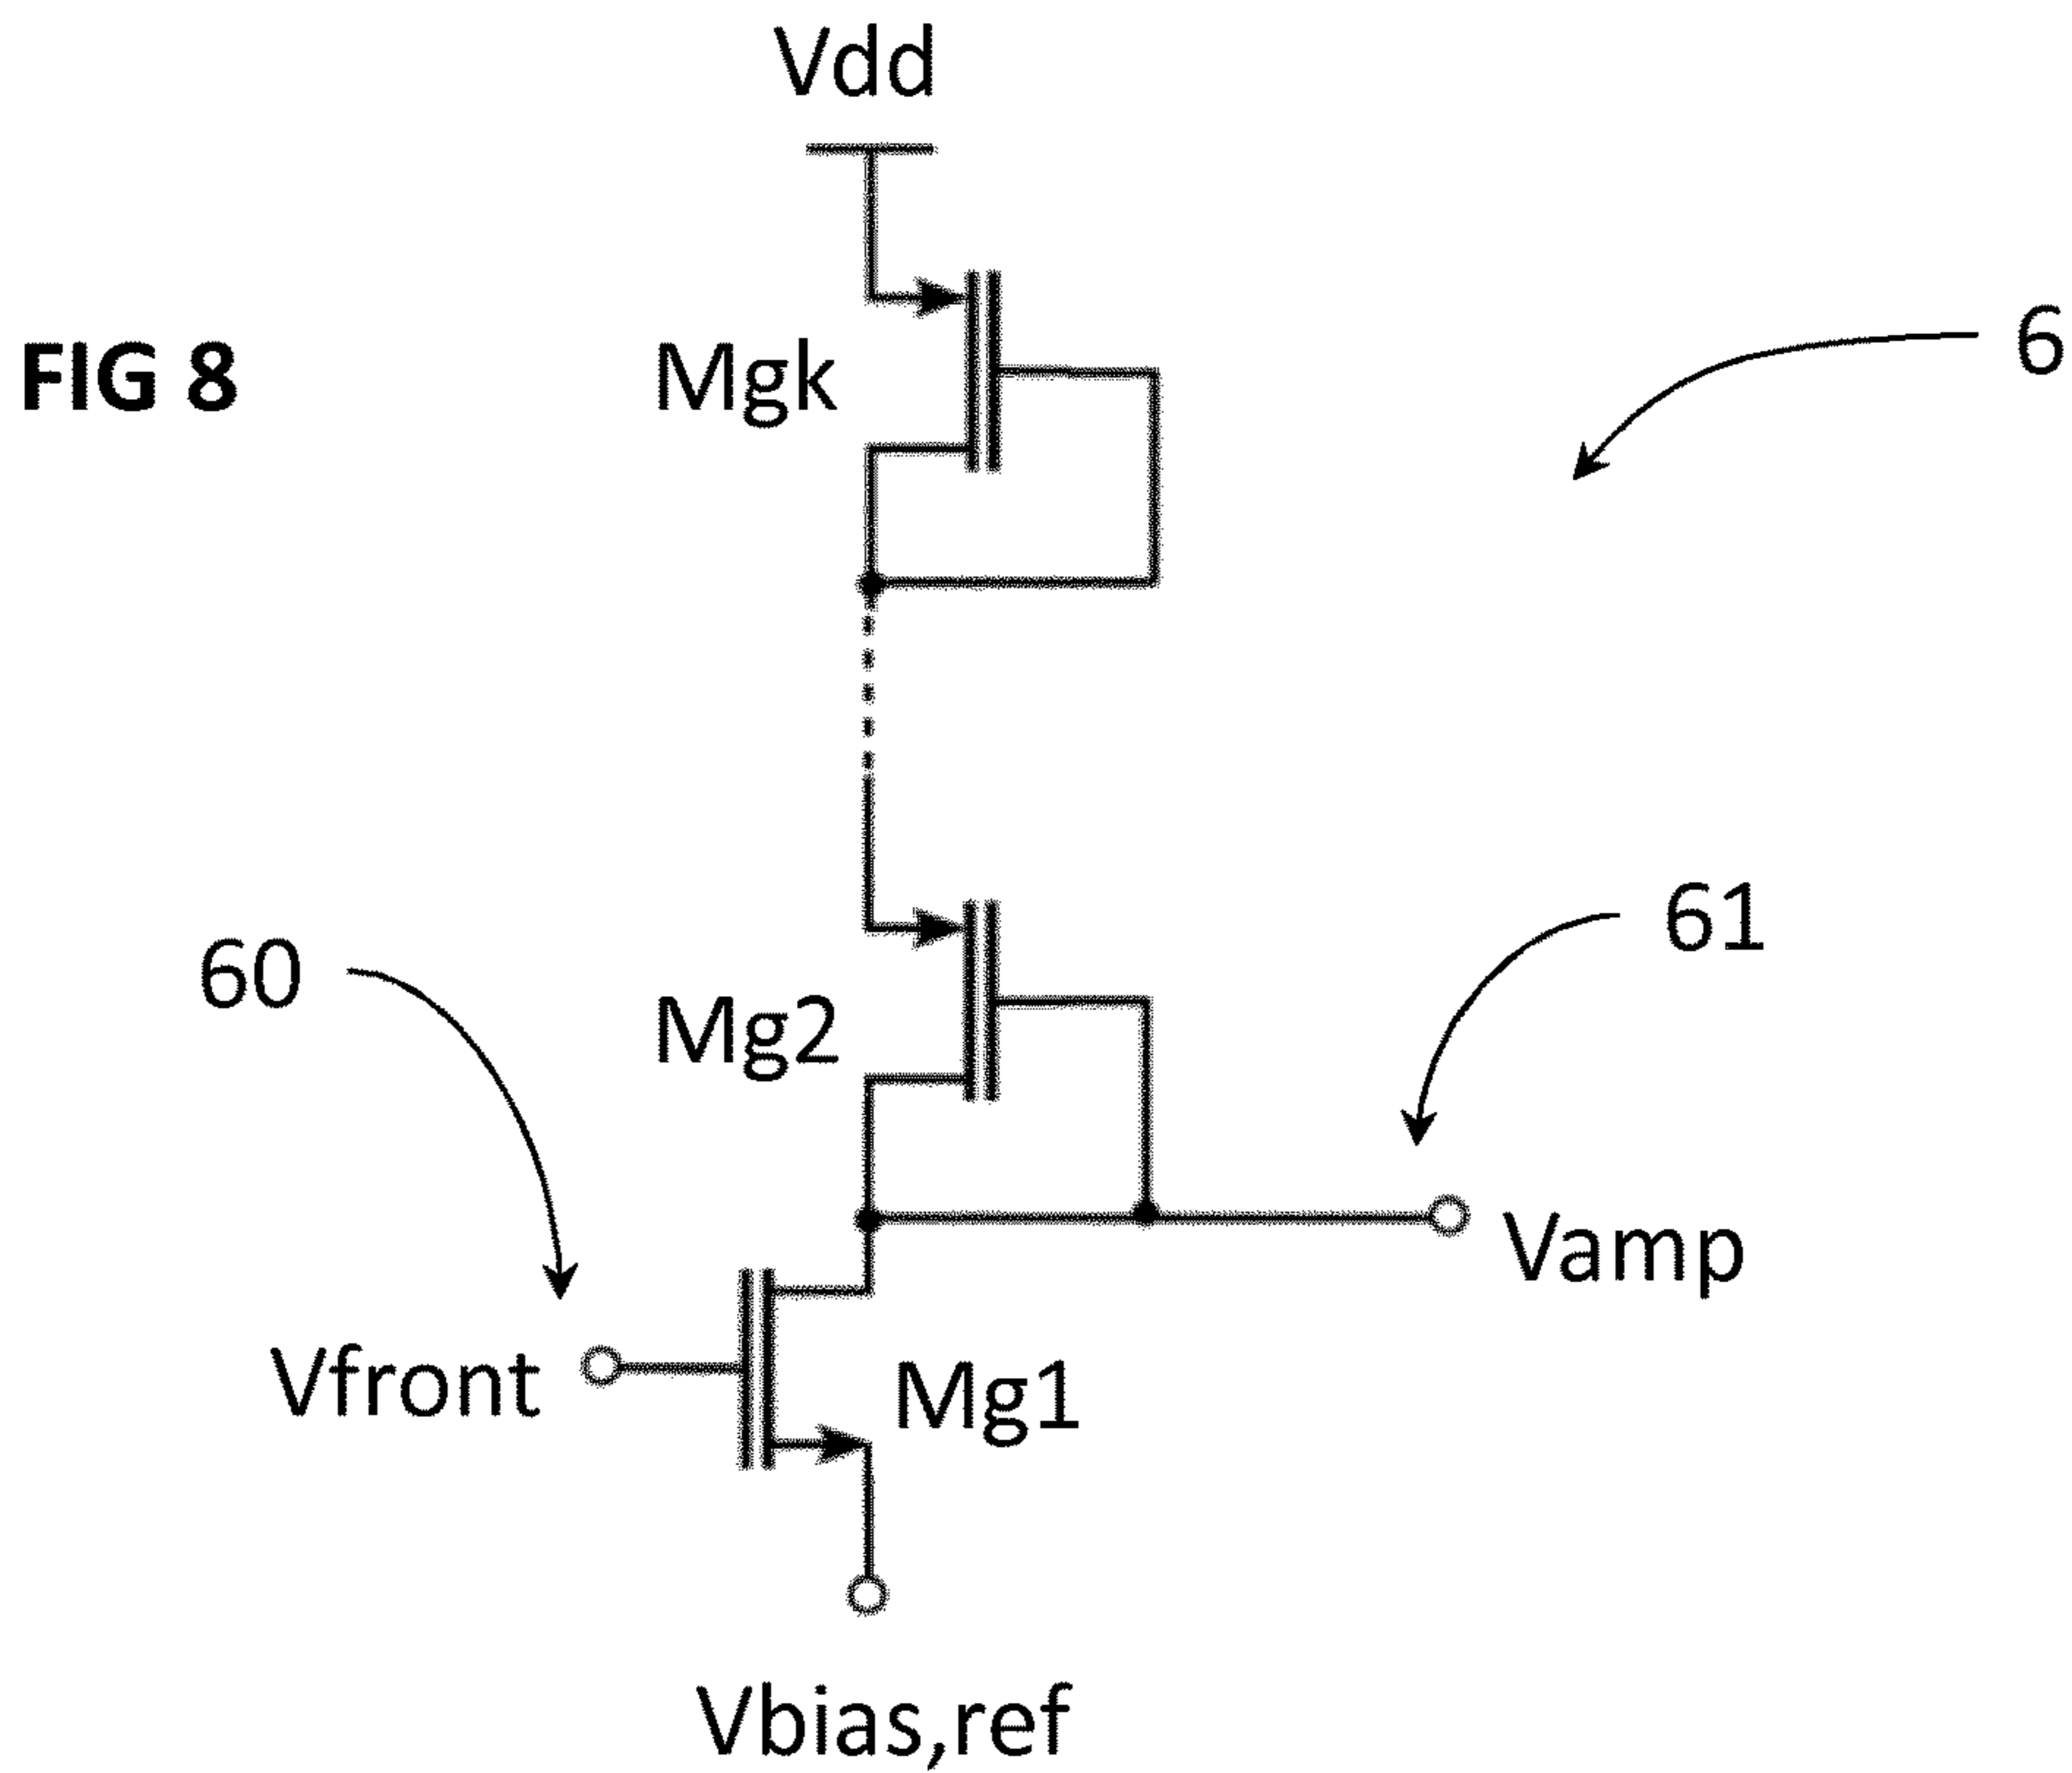 Vdd
FIG 8
Mgk
6
60
Mg2
61
Vamp
Vfront
Mg1
Vbias,ref